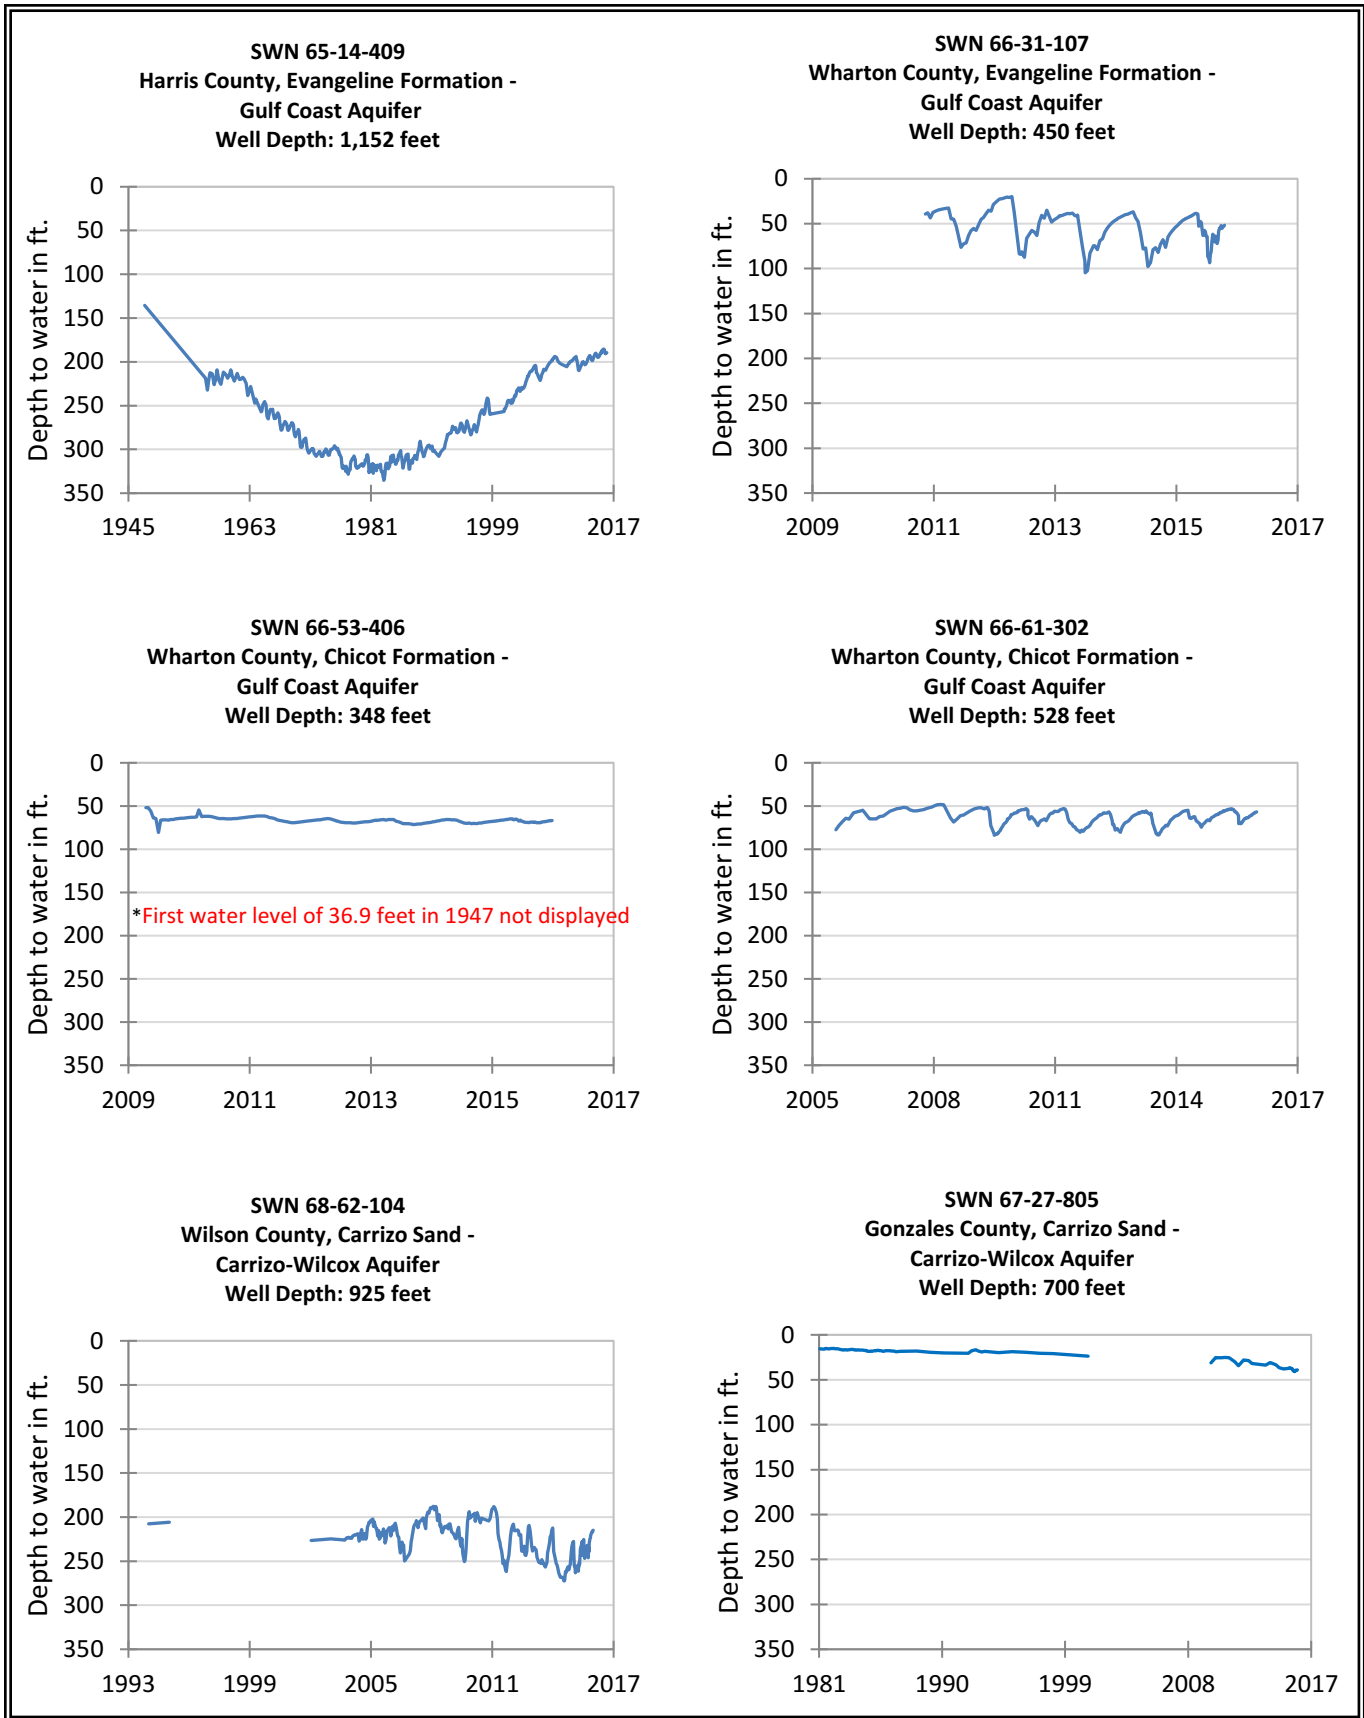 SWN 65-14-409
Harris County, Evangeline Formation -
Gulf Coast Aquifer
Well Depth: 1,152 feet
0
50
100
150
200
250
300
350
Depth to water in ft.
1945 1963 1981 1999 2017
SWN 66-31-107
Wharton County, Evangeline Formation -
Gulf Coast Aquifer
Well Depth: 450 feet
0
50
100
150
200
250
300
350
Depth to water in ft.
2009 2011 2013 2015 2017
SWN 66-53-406
Wharton County, Chicot Formation -
Gulf Coast Aquifer
Well Depth: 348 feet
0
50
100
150
200
250
300
350
Depth to water in ft.
*First water level of 36.9 feet in 1947 not displayed
2009 2011 2013 2015 2017
SWN 66-61-302
Wharton County, Chicot Formation -
Gulf Coast Aquifer
Well Depth: 528 feet
0
50
100
150
200
250
300
350
Depth to water in ft.
2005 2008 2011 2014 2017
SWN 68-62-104
Wilson County, Carrizo Sand -
Carrizo-Wilcox Aquifer
Well Depth: 925 feet
0
50
100
150
200
250
300
350
Depth to water in ft.
1993 1999 2005 2011 2017
SWN 67-27-805
Gonzales County, Carrizo Sand -
Carrizo-Wilcox Aquifer
Well Depth: 700 feet
0
50
100
150
200
250
300
350
Depth to water in ft.
1981 1990 1999 2008 2017